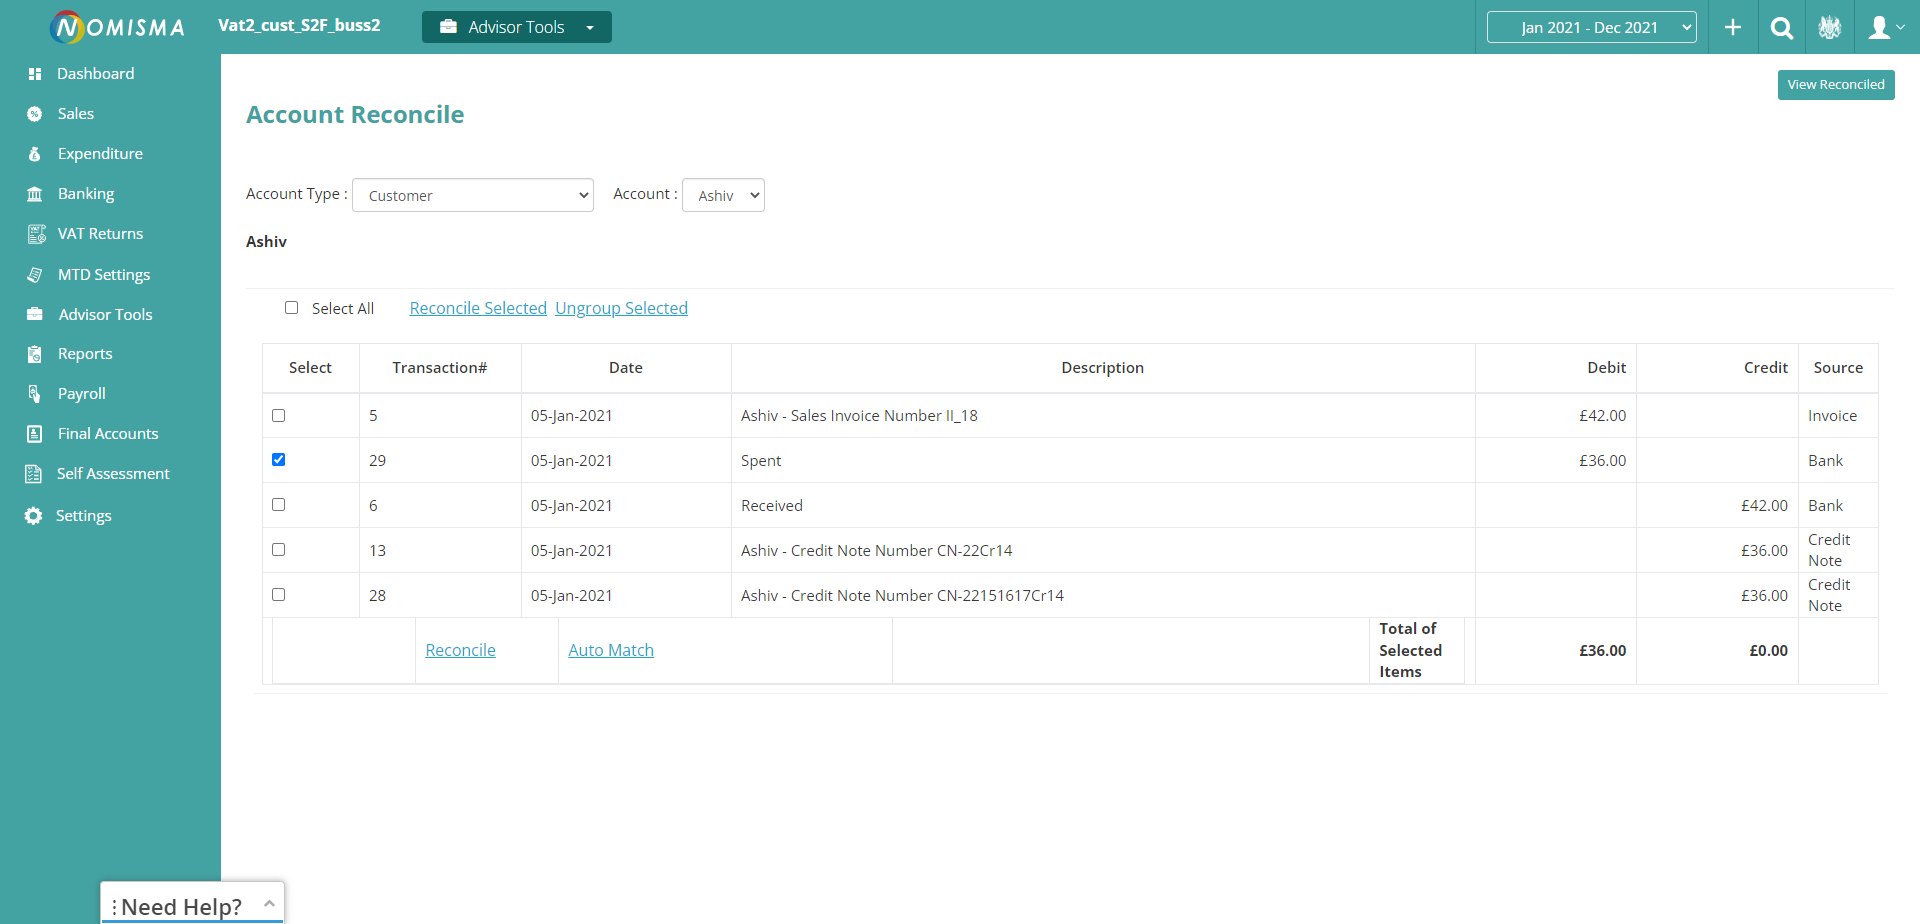 NOMISMA
Vat2_cust_S2F_buss2
Advisor Tools
Jan 2021 - Dec 2021
Dashboard
Sales
Expenditure
Banking
VAT Returns
MTD Settings
Advisor Tools
Reports
Payroll
Final Accounts
Self Assessment
Settings
View Reconciled
Account Reconcile
Account Type : Customer Account : Ashiv
Ashiv
Select All Reconcile Selected Ungroup Selected
Select Transaction# Date Description Debit Credit Source
5 05-Jan-2021 Ashiv - Sales Invoice Number II_18 £42.00 Invoice
29 05-Jan-2021 Spent £36.00 Bank
6 05-Jan-2021 Received £42.00 Bank
13 05-Jan-2021 Ashiv - Credit Note Number CN-22Cr14 £36.00 Credit Note
28 05-Jan-2021 Ashiv - Credit Note Number CN-22151617Cr14 £36.00 Credit Note
Reconcile Auto Match Total of Selected Items £36.00 £0.00
Need Help?